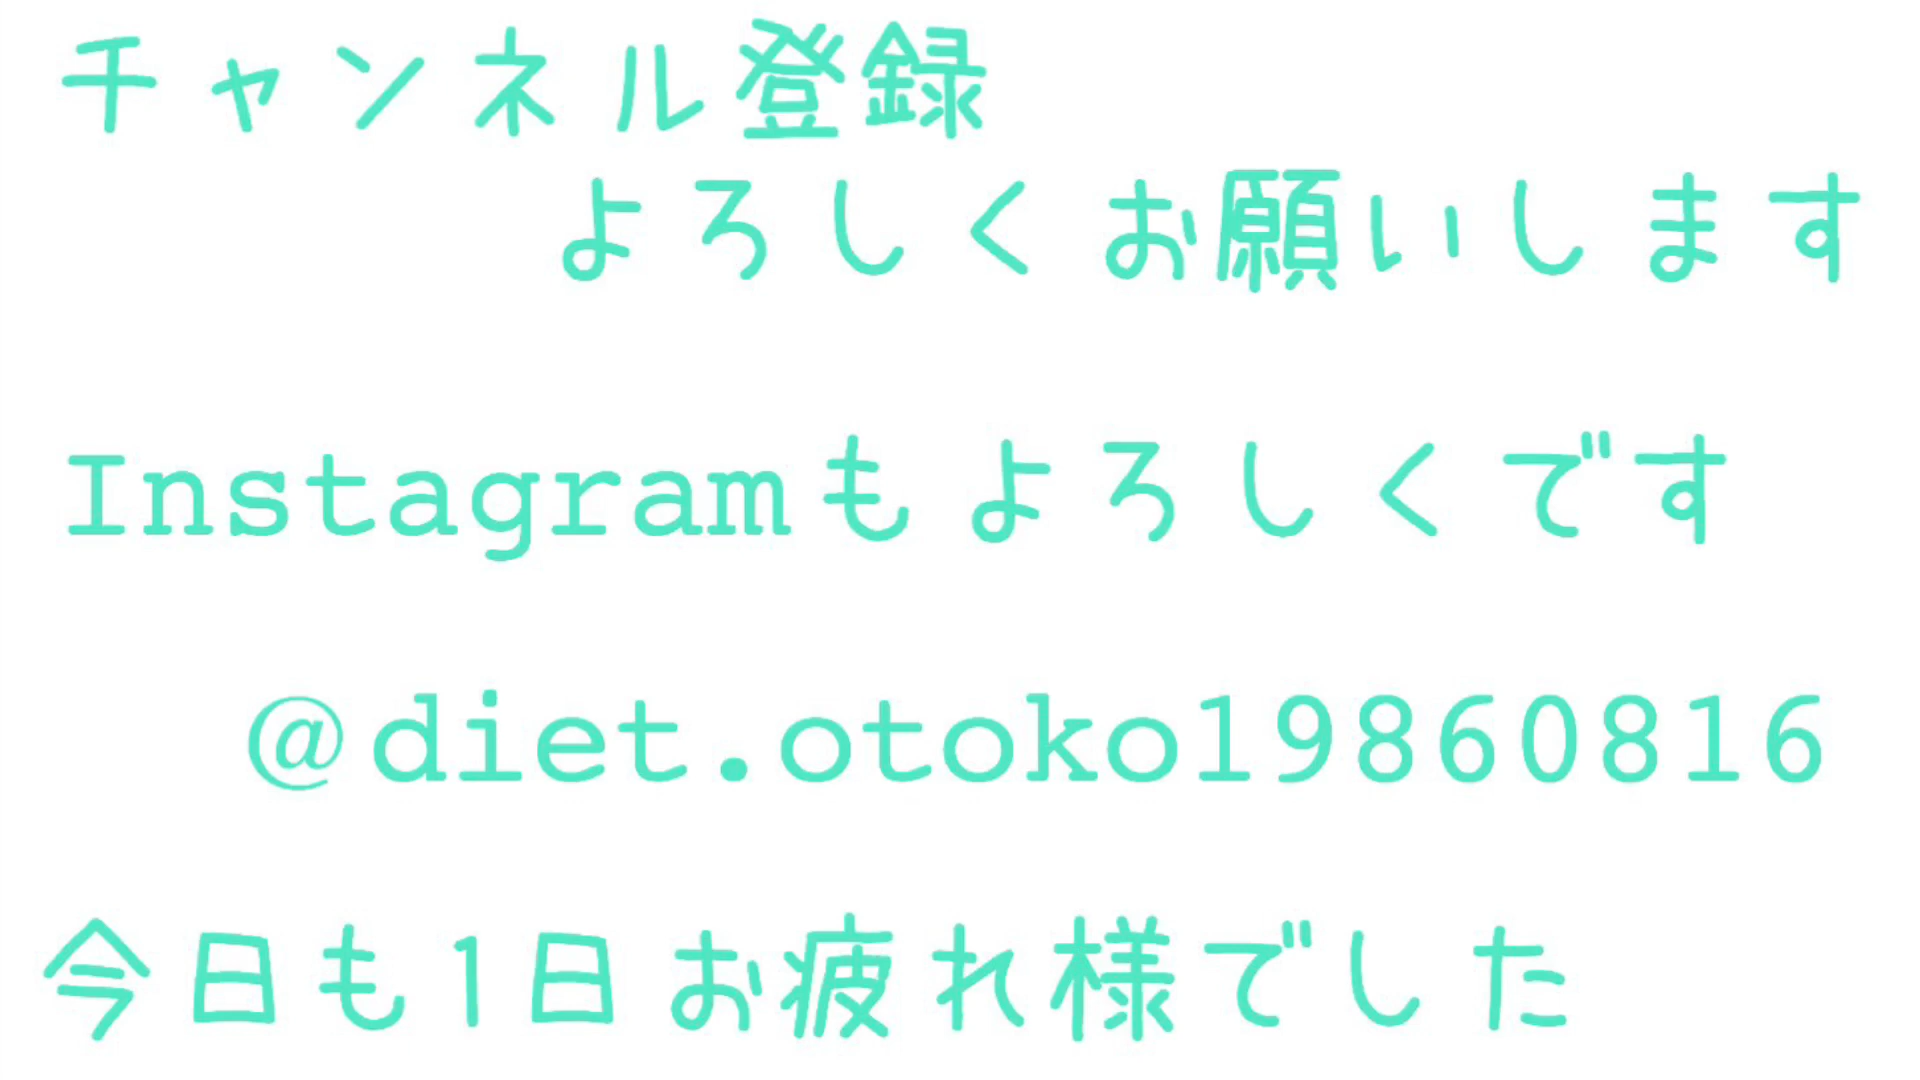 チャンネル登録
よろしくお願いします
Instagramもよろしくです
@diet.otoko19860816
今日も1日お疲れ様でした